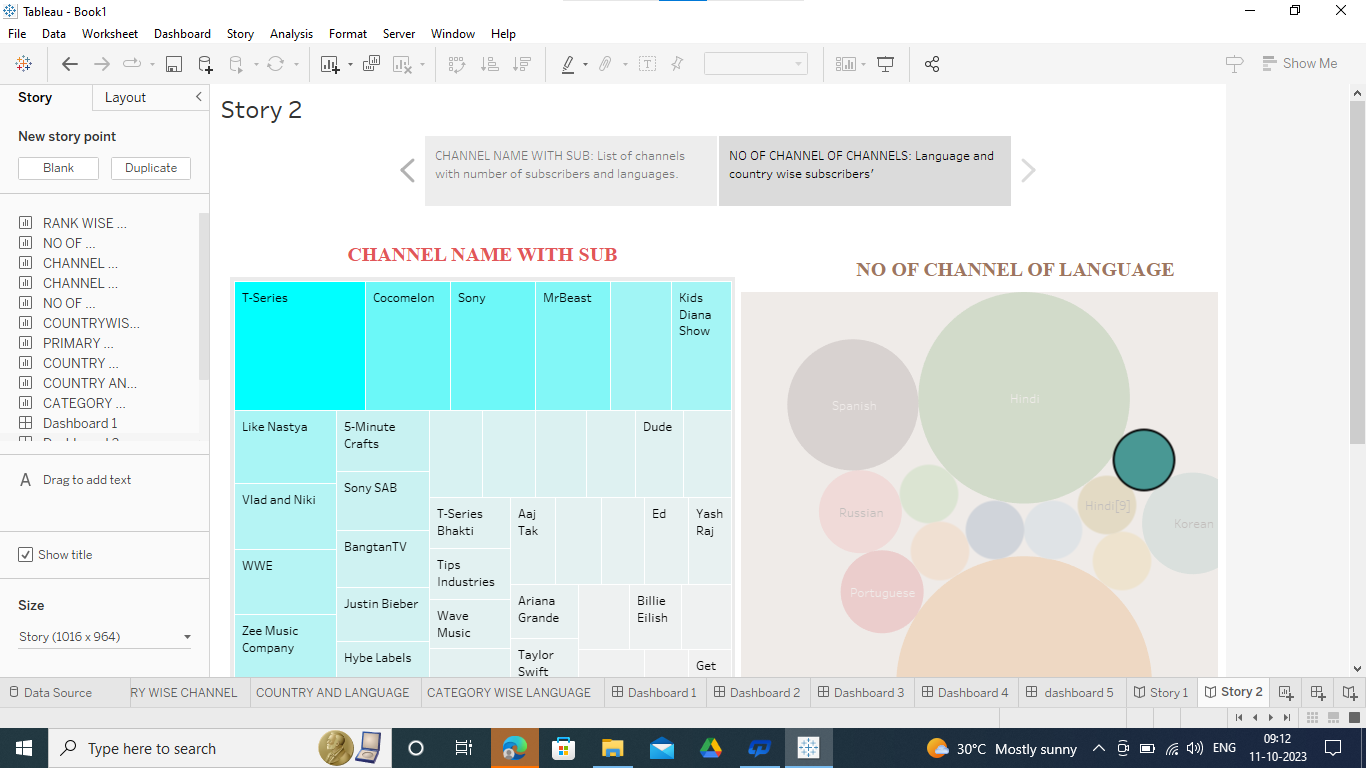 Tableau - Book1
File Data Worksheet Dashboard Story Analysis Format Server Window Help
Show Me
Story Layout
New story point
Blank Duplicate
RANK WISE ...
NO OF ...
CHANNEL ...
CHANNEL ...
NO OF ...
COUNTRYWIS...
PRIMARY ...
COUNTRY ...
COUNTRY AN...
CATEGORY ...
Dashboard 1
A Drag to add text
Show title
Size
Story (1016 x 964)
Story 2
CHANNEL NAME WITH SUB: List of channels
with number of subscribers and languages.
NO OF CHANNEL OF CHANNELS: Language and
country wise subscribers’
CHANNEL NAME WITH SUB
T-Series
Cocomelon
Sony
MrBeast
Kids
Diana
Show
Like Nastya
Vlad and Niki
WWE
Zee Music
Company
5-Minute
Crafts
Sony SAB
BangtanTV
Justin Bieber
Hybe Labels
Dude
T-Series
Bhakti
Tips
Industries
Wave
Music
Aaj
Tak
Ed
Yash
Raj
Ariana
Grande
Billie
Eilish
Taylor
Swift
Get
NO OF CHANNEL OF LANGUAGE
Spanish
Hindi
Russian
Hindi[9]
Korean
Portuguese
Data Source
RY WISE CHANNEL
COUNTRY AND LANGUAGE
CATEGORY WISE LANGUAGE
Dashboard 1
Dashboard 2
Dashboard 3
Dashboard 4
dashboard 5
Story 1
Story 2
Type here to search
30°C Mostly sunny
ENG
09:12
11-10-2023